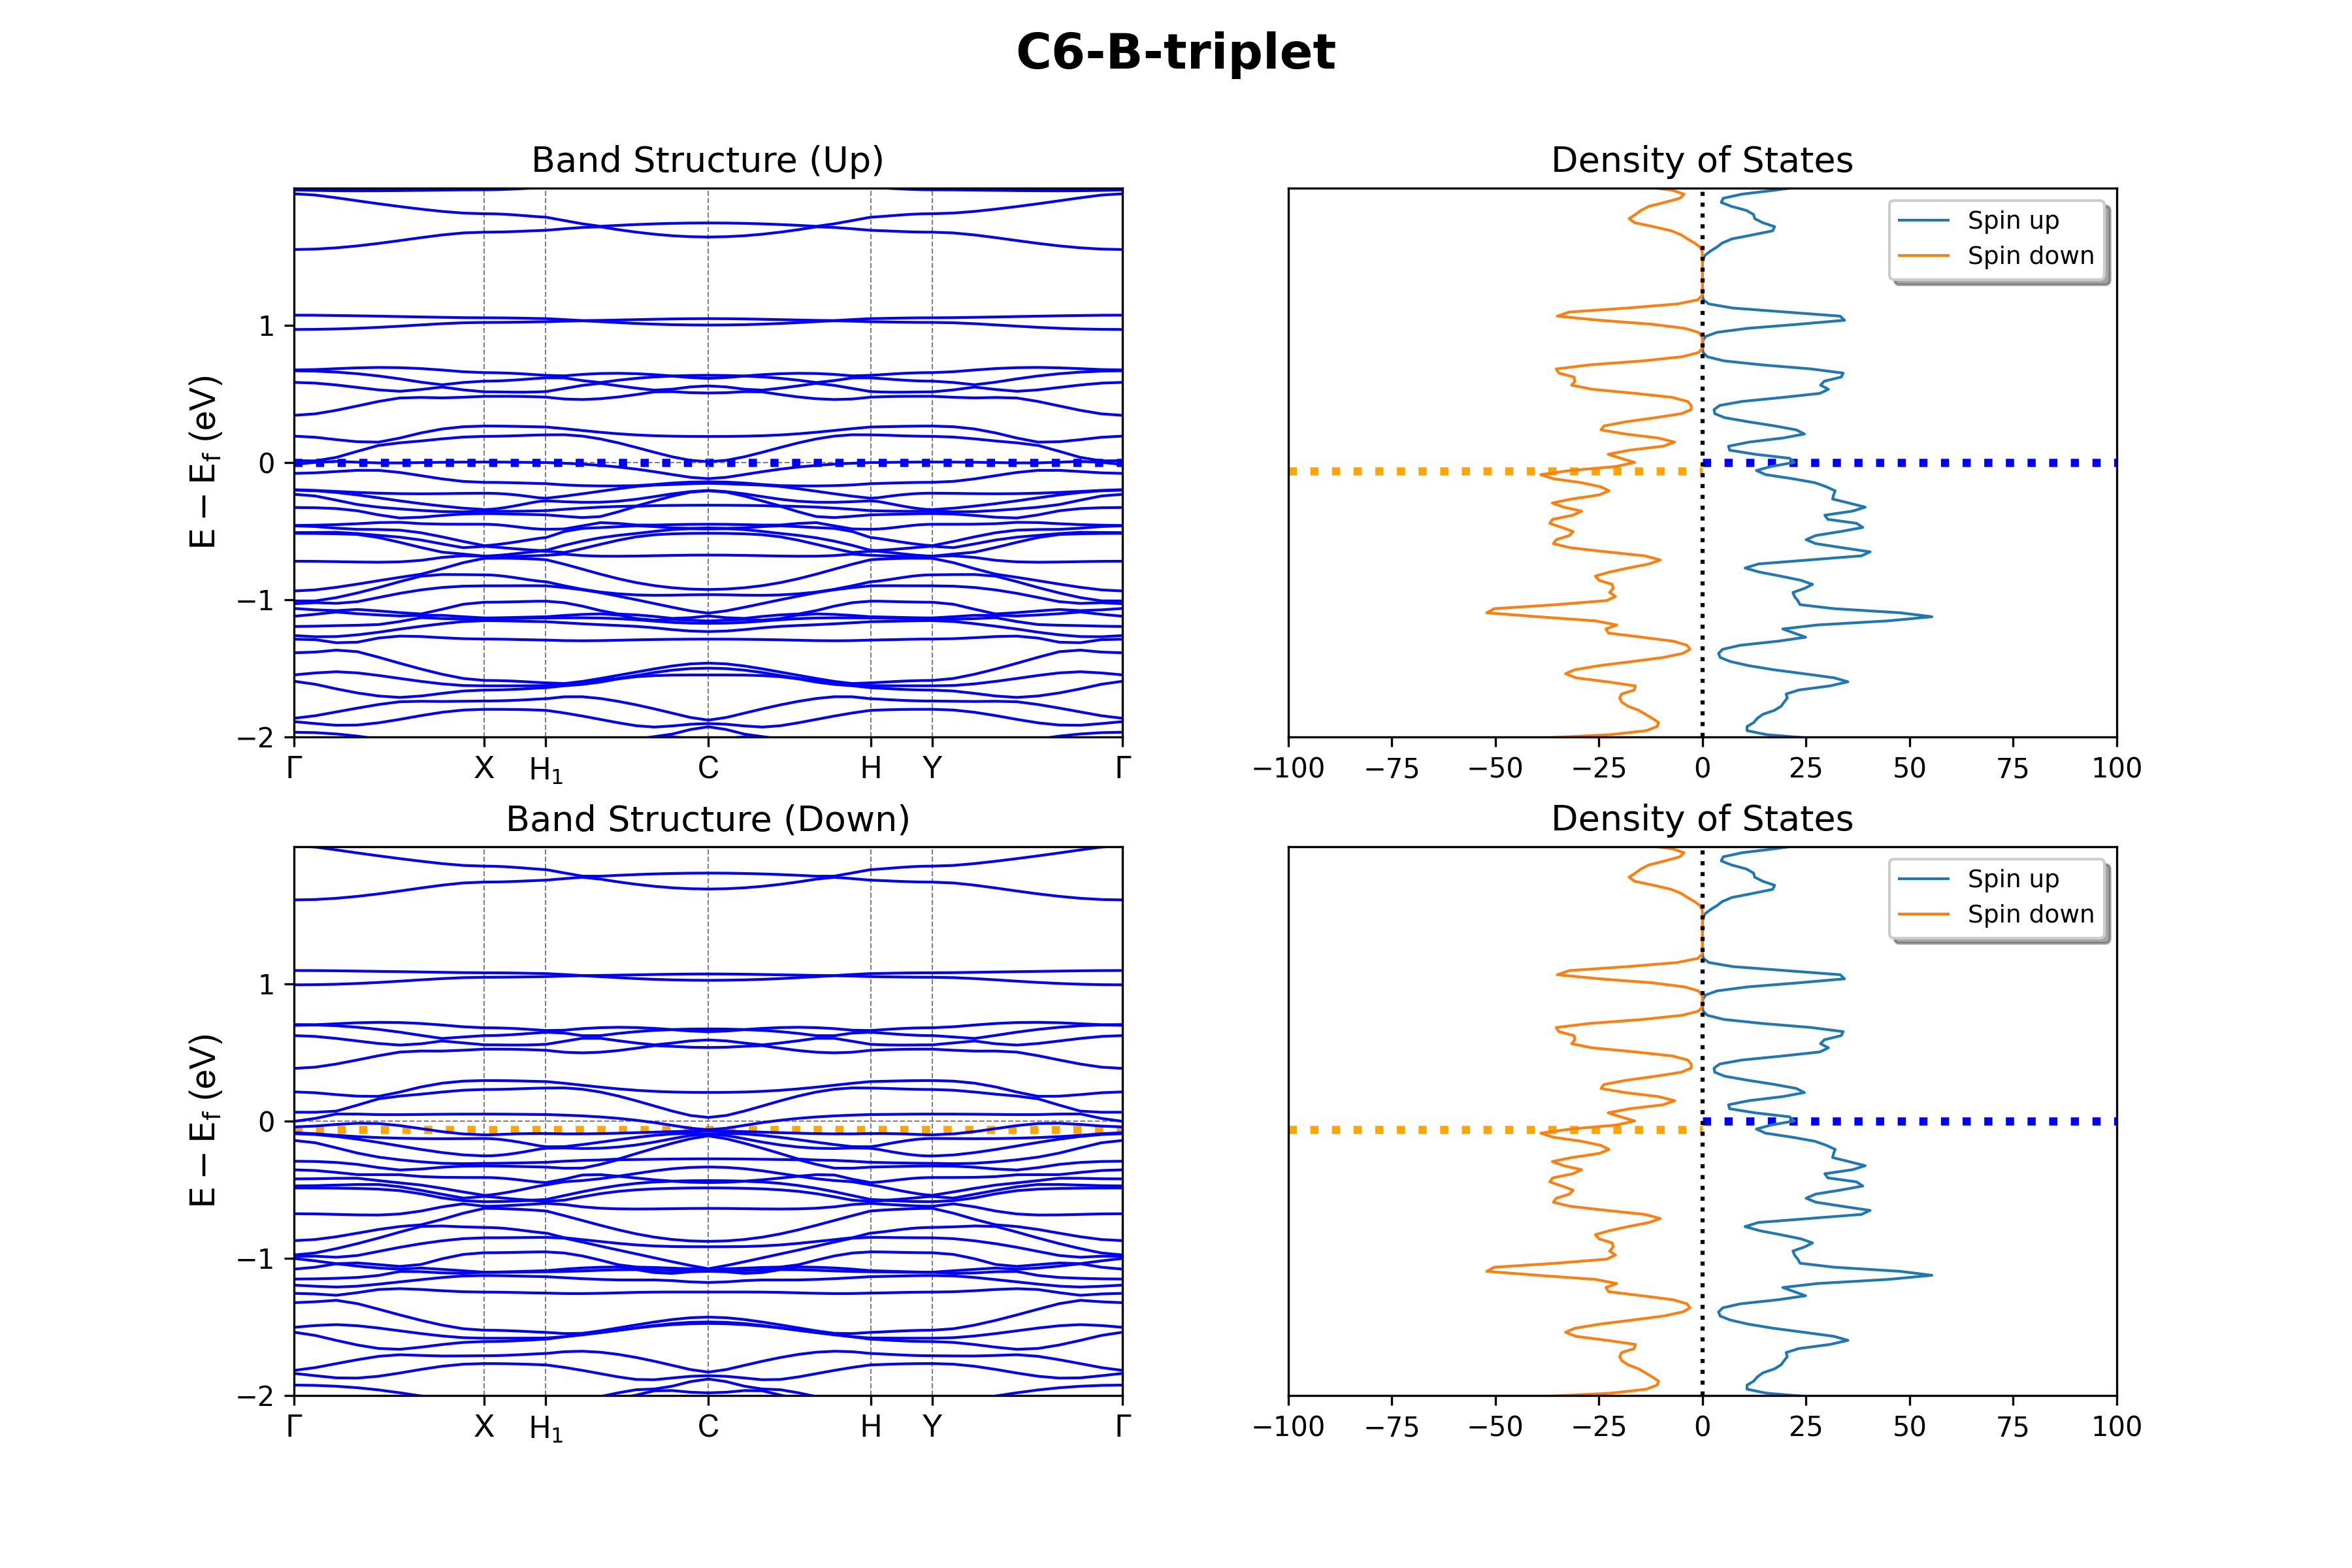 C6-B-triplet
Band Structure (Up)
E − E_f (eV)
1
0
−1
−2
Γ X H₁ C H Y Γ
Density of States
Spin up
Spin down
−100 −75 −50 −25 0 25 50 75 100
Band Structure (Down)
E − E_f (eV)
1
0
−1
−2
Γ X H₁ C H Y Γ
Density of States
Spin up
Spin down
−100 −75 −50 −25 0 25 50 75 100